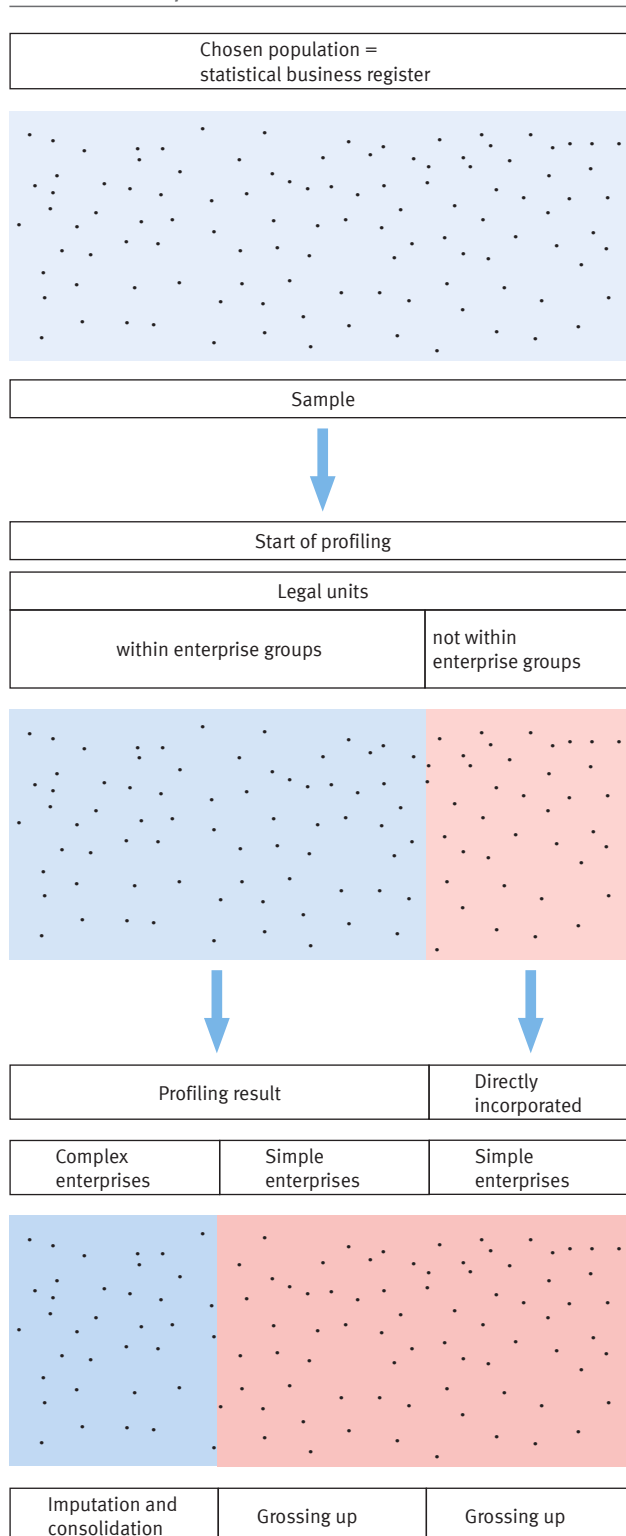 Chosen population =
statistical business register
Sample
Start of profiling
Legal units
within enterprise groups
not within
enterprise groups
Profiling result
Directly
incorporated
Complex
enterprises
Simple
enterprises
Simple
enterprises
Imputation and
consolidation
Grossing up
Grossing up